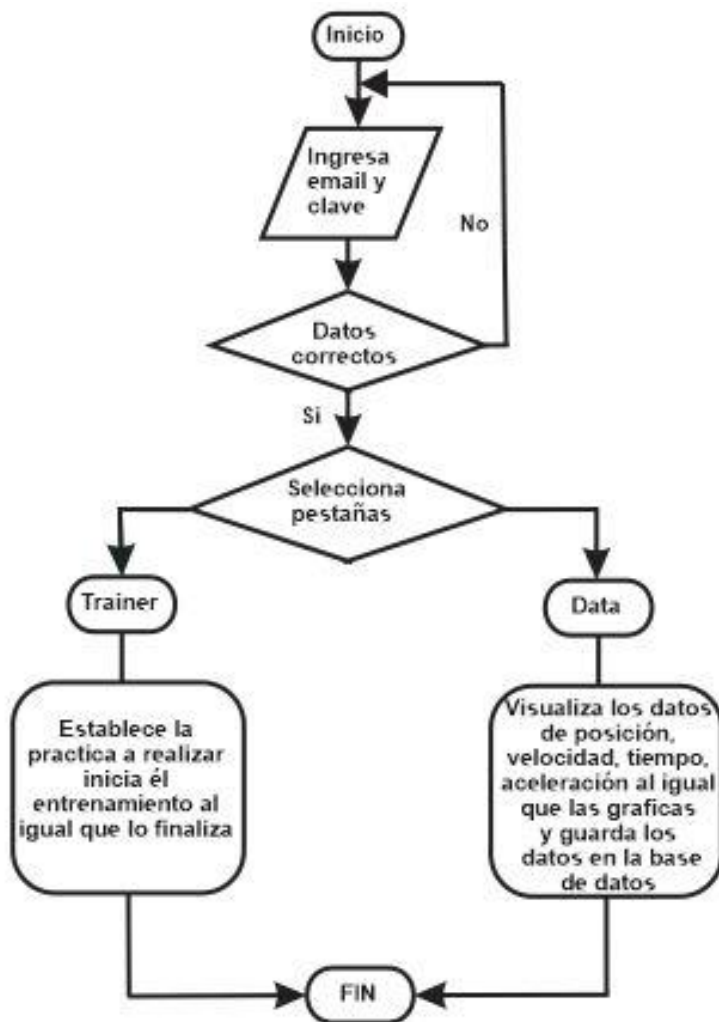 Inicio
Ingresa
email y
clave
No
Datos
correctos
Si
Selecciona
pestañas
Trainer
Data
Establece la
practica a realizar
inicia él
entrenamiento al
igual que lo finaliza
Visualiza los datos
de posición,
velocidad, tiempo,
aceleración al igual
que las graficas
y guarda los
datos en la base
de datos
FIN